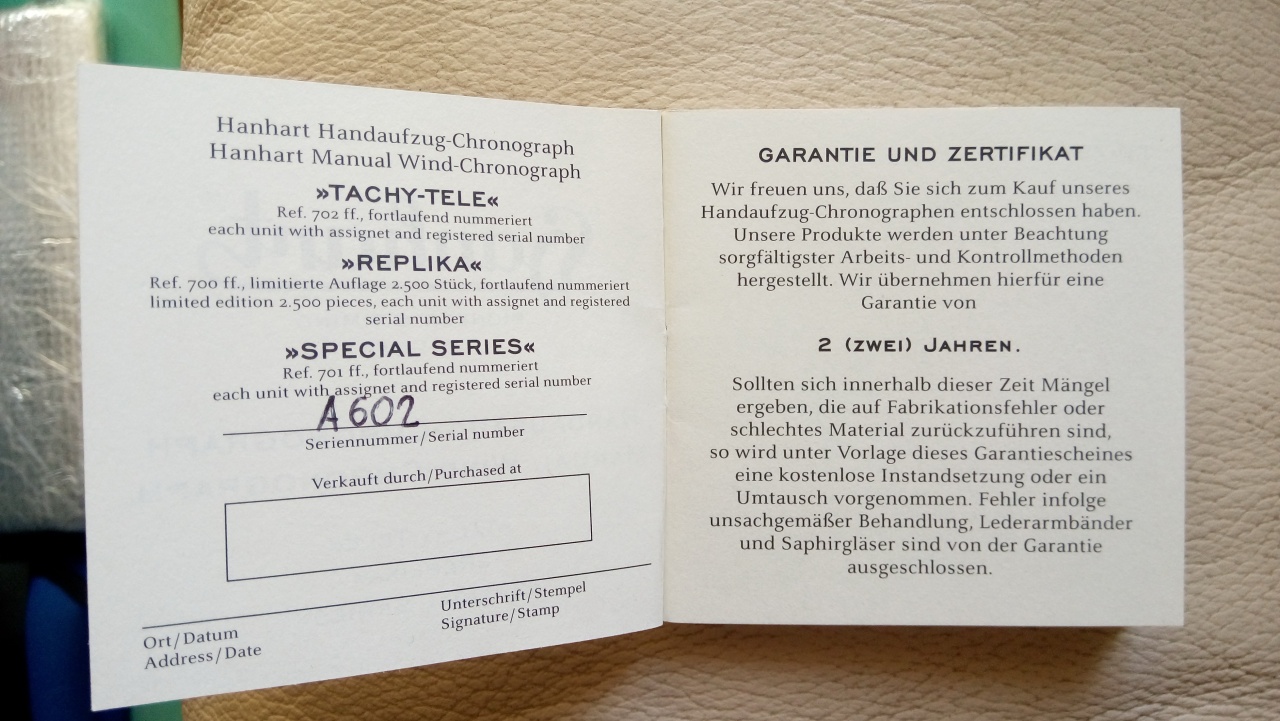 Hanhart Handaufzug-Chronograph
Hanhart Manual Wind-Chronograph
»TACHY-TELE«
Ref. 702 ff., fortlaufend nummeriert
each unit with assignet and registered serial number
»REPLIKA«
Ref. 700 ff., limitierte Auflage 2.500 Stück, fortlaufend nummeriert
limited edition 2.500 pieces, each unit with assignet and registered
serial number
»SPECIAL SERIES«
Ref. 701 ff., fortlaufend nummeriert
each unit with assignet and registered serial number
A602
Seriennummer/Serial number
Verkauft durch/Purchased at
Unterschrift/Stempel
Signature/Stamp
Ort/Datum
Address/Date
GARANTIE UND ZERTIFIKAT
Wir freuen uns, daß Sie sich zum Kauf unseres
Handaufzug-Chronographen entschlossen haben.
Unsere Produkte werden unter Beachtung
sorgfältigster Arbeits- und Kontrollmethoden
hergestellt. Wir übernehmen hierfür eine
Garantie von
2 (ZWEI) JAHREN.
Sollten sich innerhalb dieser Zeit Mängel
ergeben, die auf Fabrikationsfehler oder
schlechtes Material zurückzuführen sind,
so wird unter Vorlage dieses Garantiescheines
eine kostenlose Instandsetzung oder ein
Umtausch vorgenommen. Fehler infolge
unsachgemäßer Behandlung, Lederarmbänder
und Saphirgläser sind von der Garantie
ausgeschlossen.